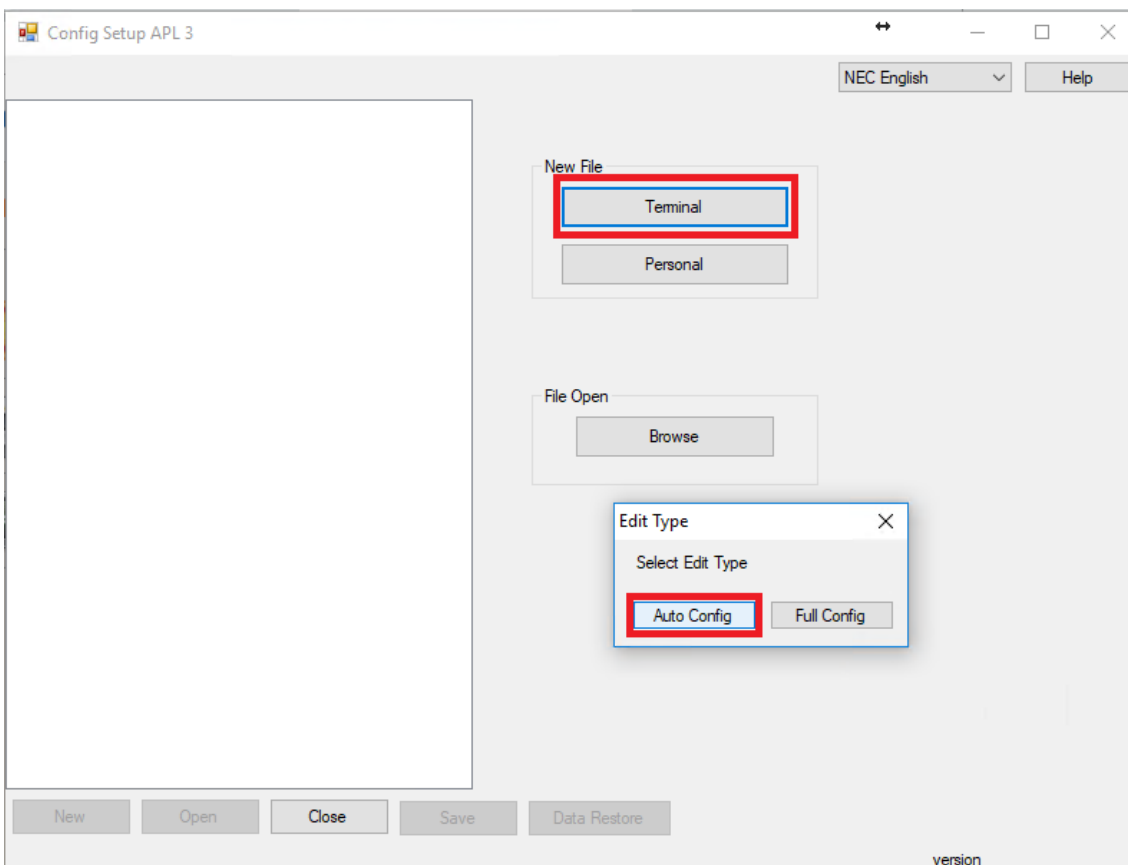 Config Setup APL 3
NEC English
Help
New File
Terminal
Personal
File Open
Browse
Edit Type
Select Edit Type
Auto Config
Full Config
New
Open
Close
Save
Data Restore
version